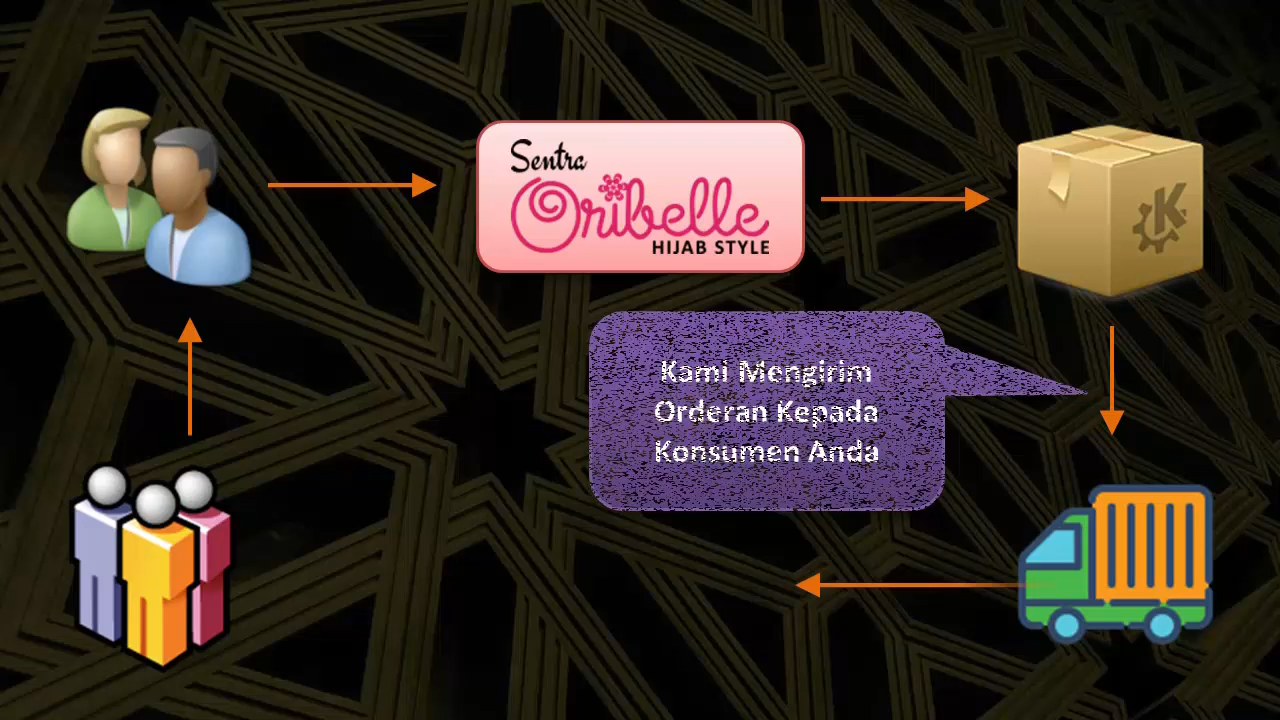 Sentra
Oribelle
HIJAB STYLE
K
Kami Mengirim
Orderan Kepada
Konsumen Anda